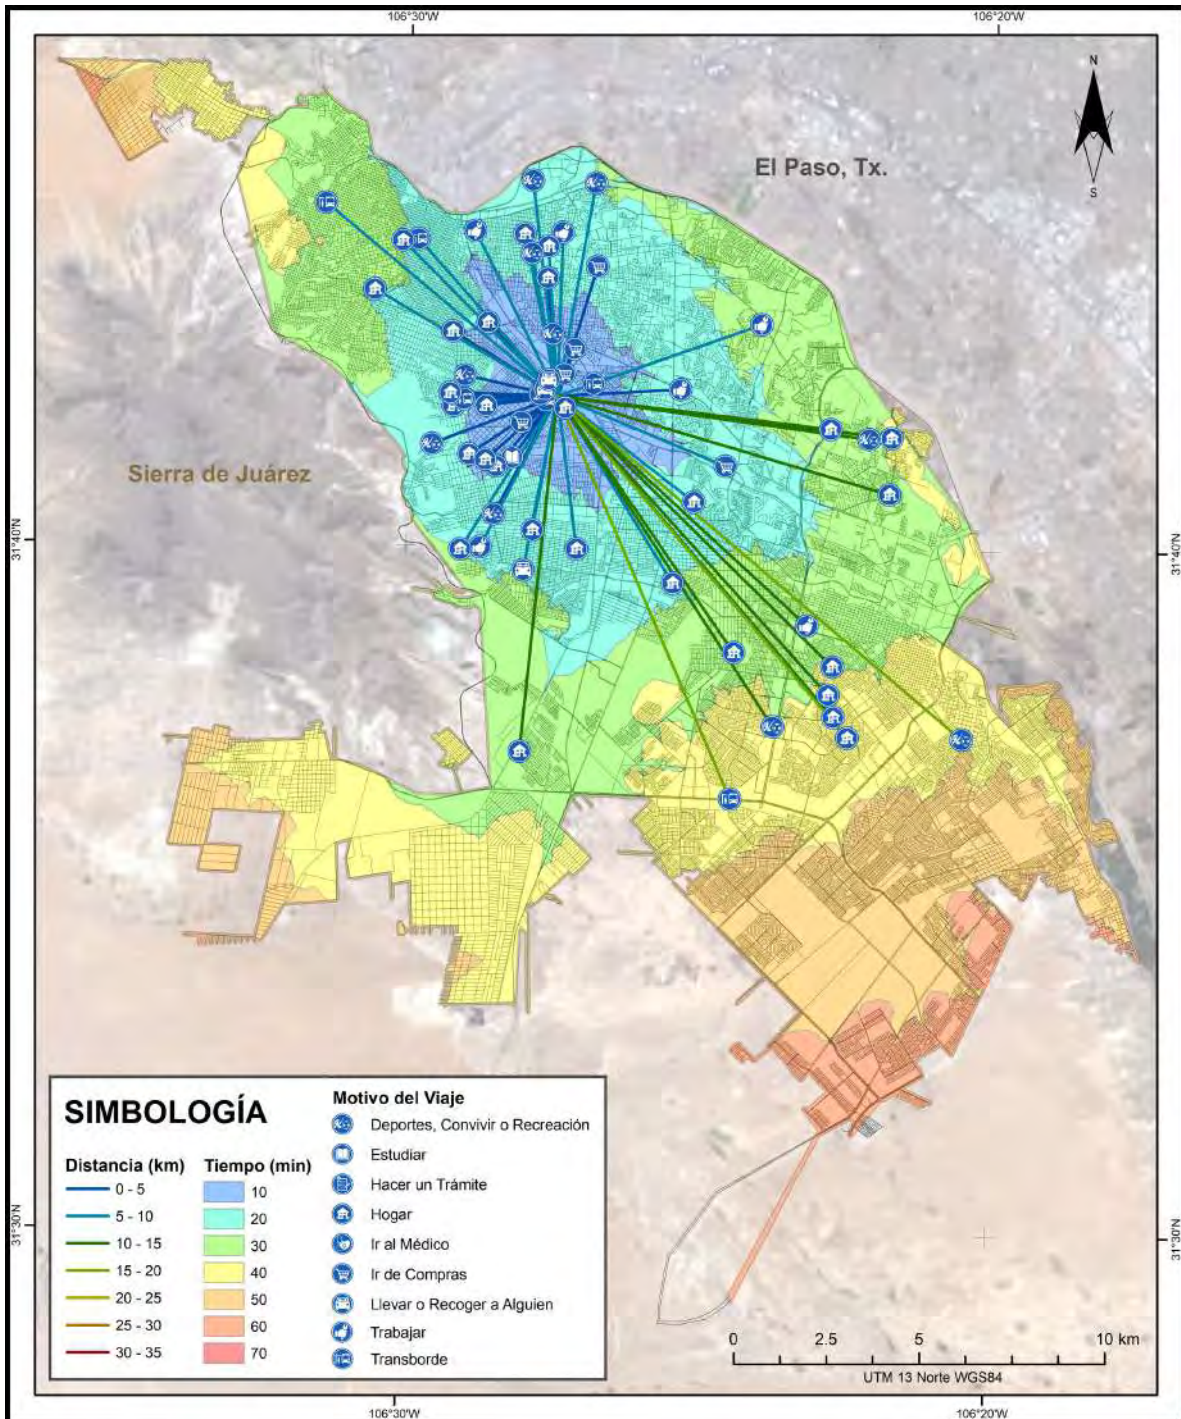 106°30'W 106°20'W
N
S
El Paso, Tx.
Sierra de Juárez
31°40'N 31°40'N
31°30'N 31°30'N
SIMBOLOGÍA
Distancia (km)
0 - 5
5 - 10
10 - 15
15 - 20
20 - 25
25 - 30
30 - 35
Tiempo (min)
10
20
30
40
50
60
70
Motivo del Viaje
Deportes, Convivir o Recreación
Estudiar
Hacer un Trámite
Hogar
Ir al Médico
Ir de Compras
Llevar o Recoger a Alguien
Trabajar
Transborde
0 2.5 5 10 km
UTM 13 Norte WGS84
106°30'W 106°20'W